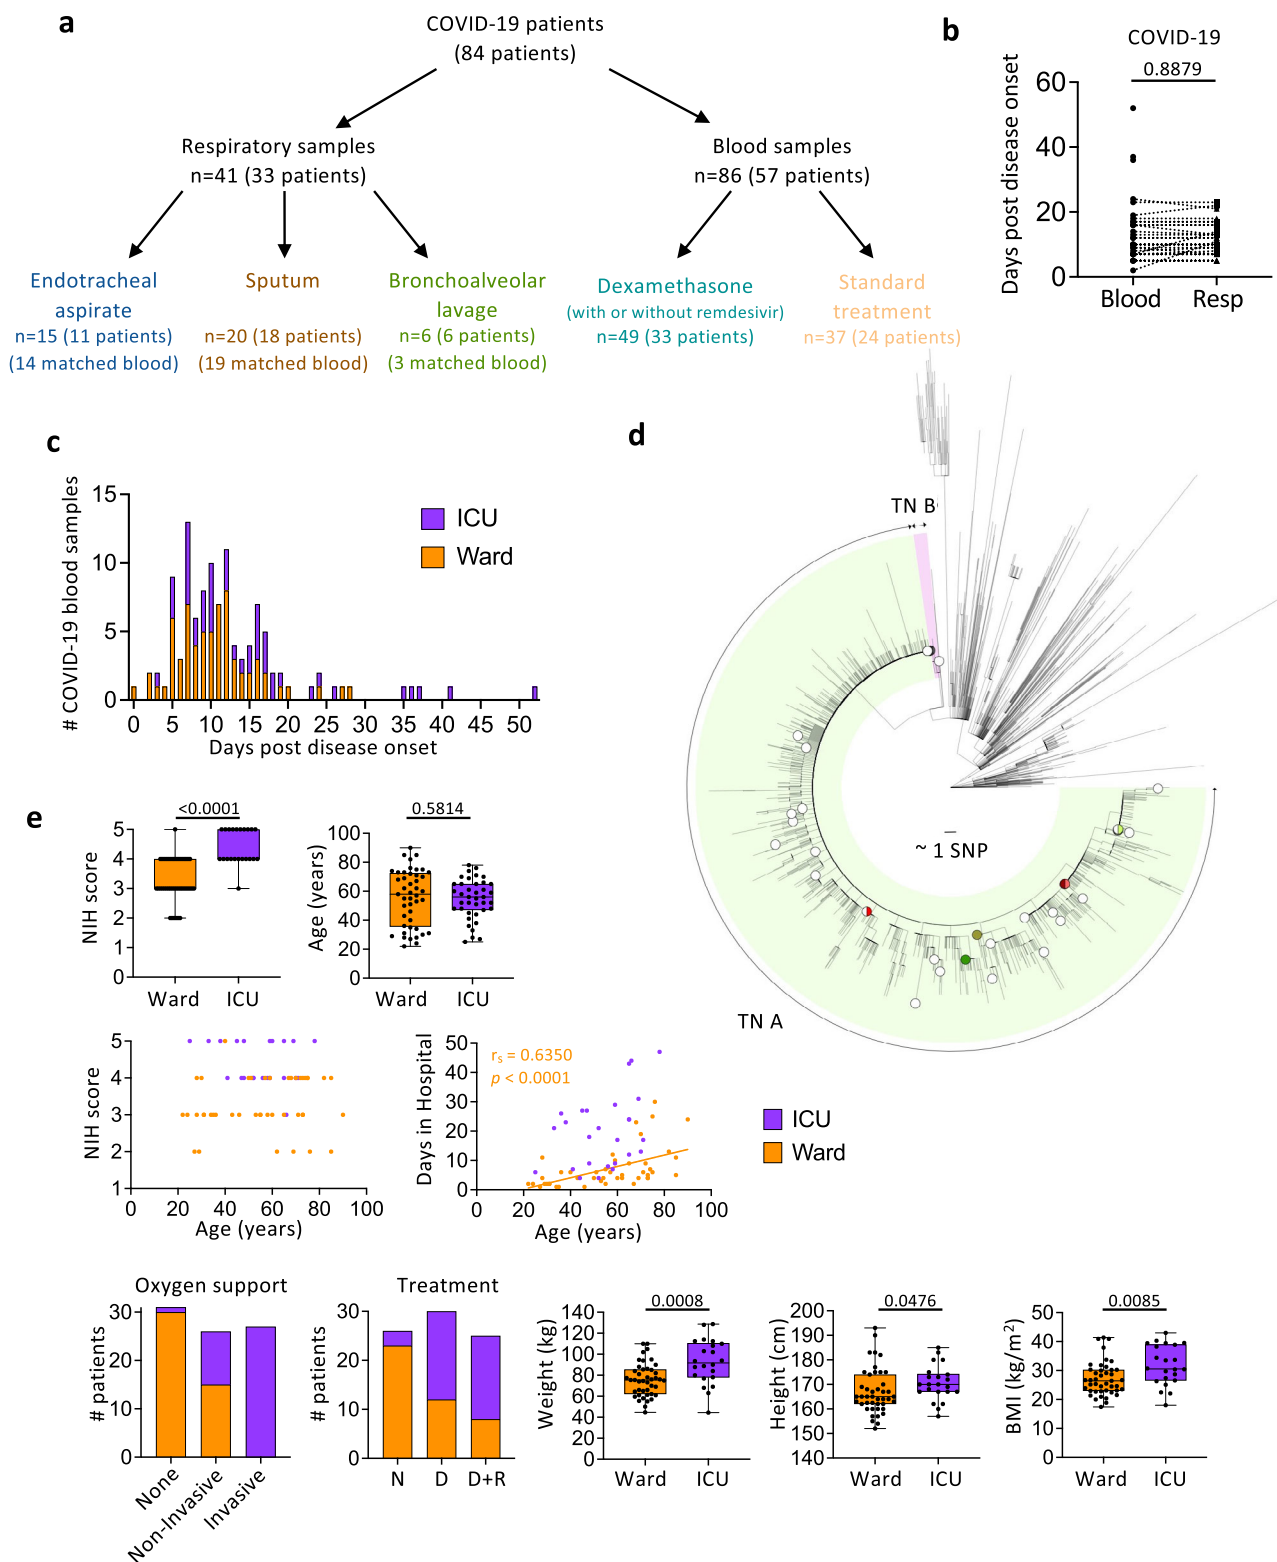 a
COVID-19 patients
(84 patients)
Respiratory samples
n=41 (33 patients)
Blood samples
n=86 (57 patients)
Endotracheal
aspirate
n=15 (11 patients)
(14 matched blood)
Sputum
n=20 (18 patients)
(19 matched blood)
Bronchoalveolar
lavage
n=6 (6 patients)
(3 matched blood)
Dexamethasone
(with or without remdesivir)
n=49 (33 patients)
Standard
treatment
n=37 (24 patients)
b
COVID-19
0.8879
Days post disease onset
60
40
20
0
Blood Resp
c
# COVID-19 blood samples
15
10
5
0
0 5 10 15 20 25 30 35 40 45 50
Days post disease onset
ICU
Ward
d
TN B
TN A
~ 1 SNP
e
<0.0001
NIH score
5
4
3
2
1
0
Ward ICU
0.5814
Age (years)
100
80
60
40
20
0
Ward ICU
NIH score
5
4
3
2
1
0 20 40 60 80 100
Age (years)
Days in Hospital
50
40
30
20
10
0
rs = 0.6350
p < 0.0001
0 20 40 60 80 100
Age (years)
ICU
Ward
Oxygen support
# patients
30
20
10
0
None
Non-Invasive
Invasive
Treatment
# patients
30
20
10
0
N D D+R
0.0008
Weight (kg)
140
120
100
80
60
40
20
0
Ward ICU
0.0476
Height (cm)
200
190
180
170
160
150
140
Ward ICU
0.0085
BMI (kg/m²)
50
40
30
20
10
0
Ward ICU